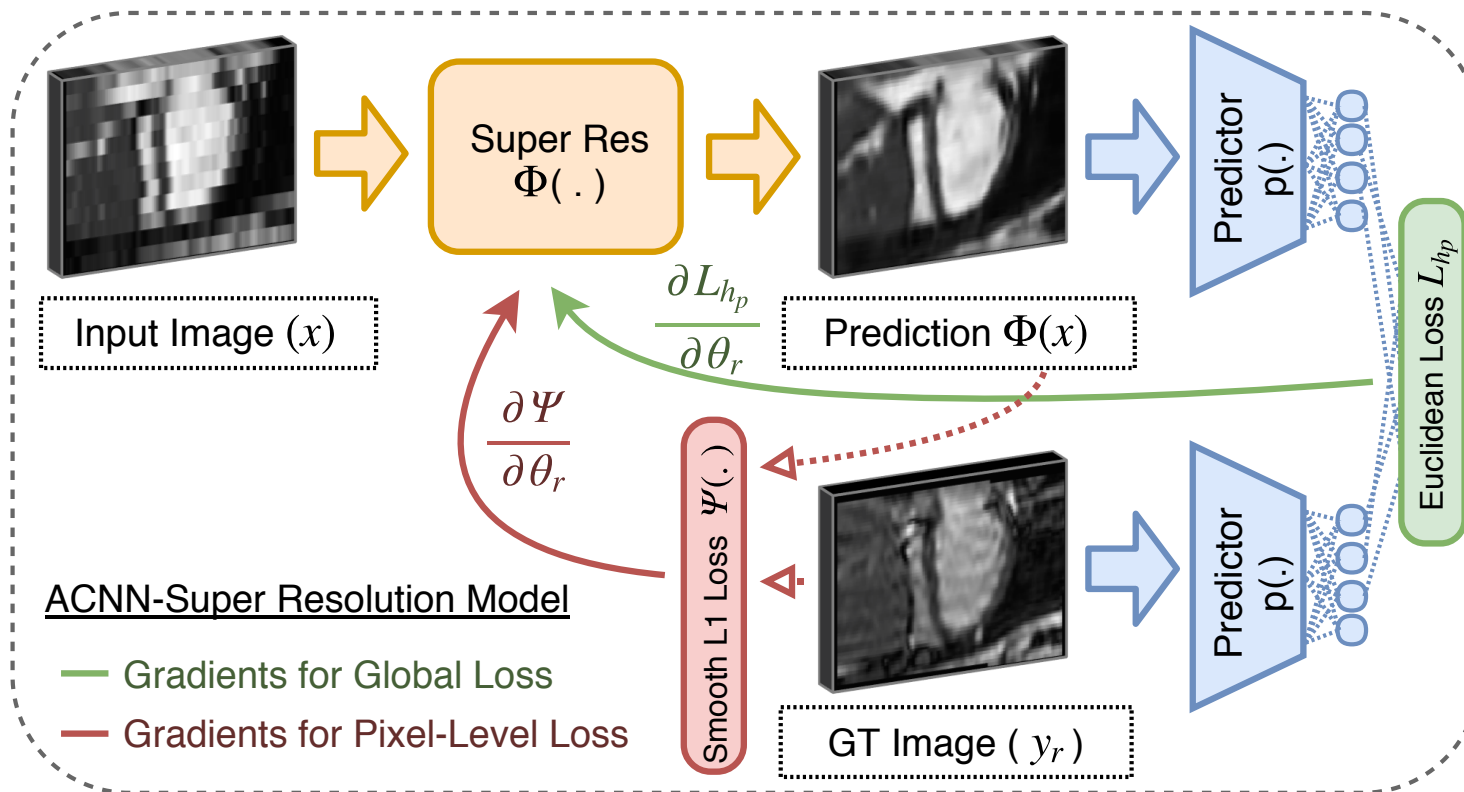 Super Res
Φ( . )
Predictor
p(.)
Input Image (x)
Prediction Φ(x)
∂L_{h_p}
∂θ_r
Euclidean Loss L_{h_p}
∂Ψ
∂θ_r
Smooth L1 Loss Ψ(.)
Predictor
p(.)
ACNN-Super Resolution Model
Gradients for Global Loss
Gradients for Pixel-Level Loss
GT Image ( y_r )